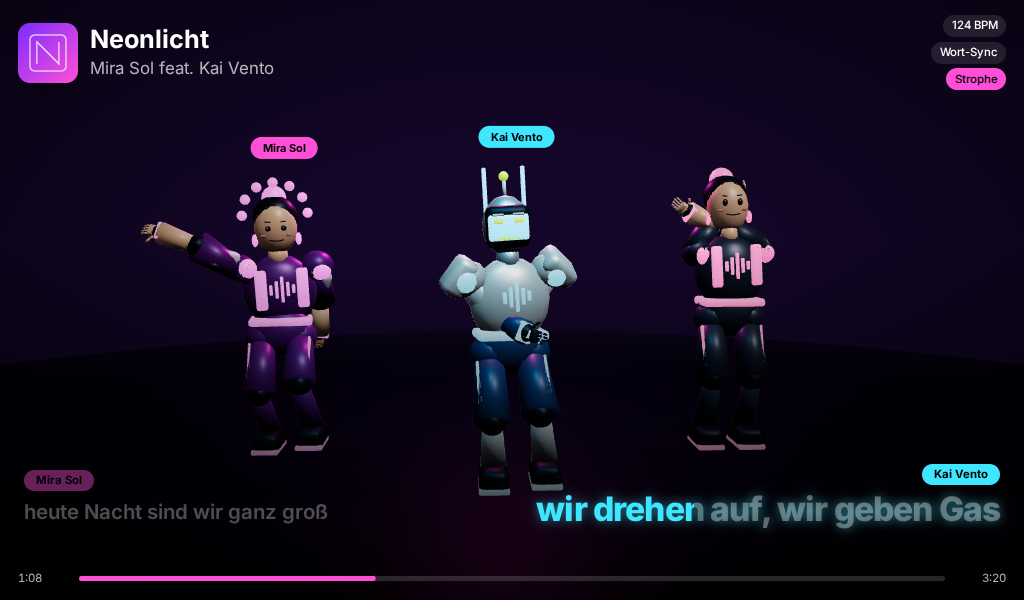 N
Neonlicht
Mira Sol feat. Kai Vento
124 BPM
Wort-Sync
Strophe
Mira Sol
Kai Vento
Mira Sol
heute Nacht sind wir ganz groß
Kai Vento
wir drehen auf, wir geben Gas
1:08
3:20